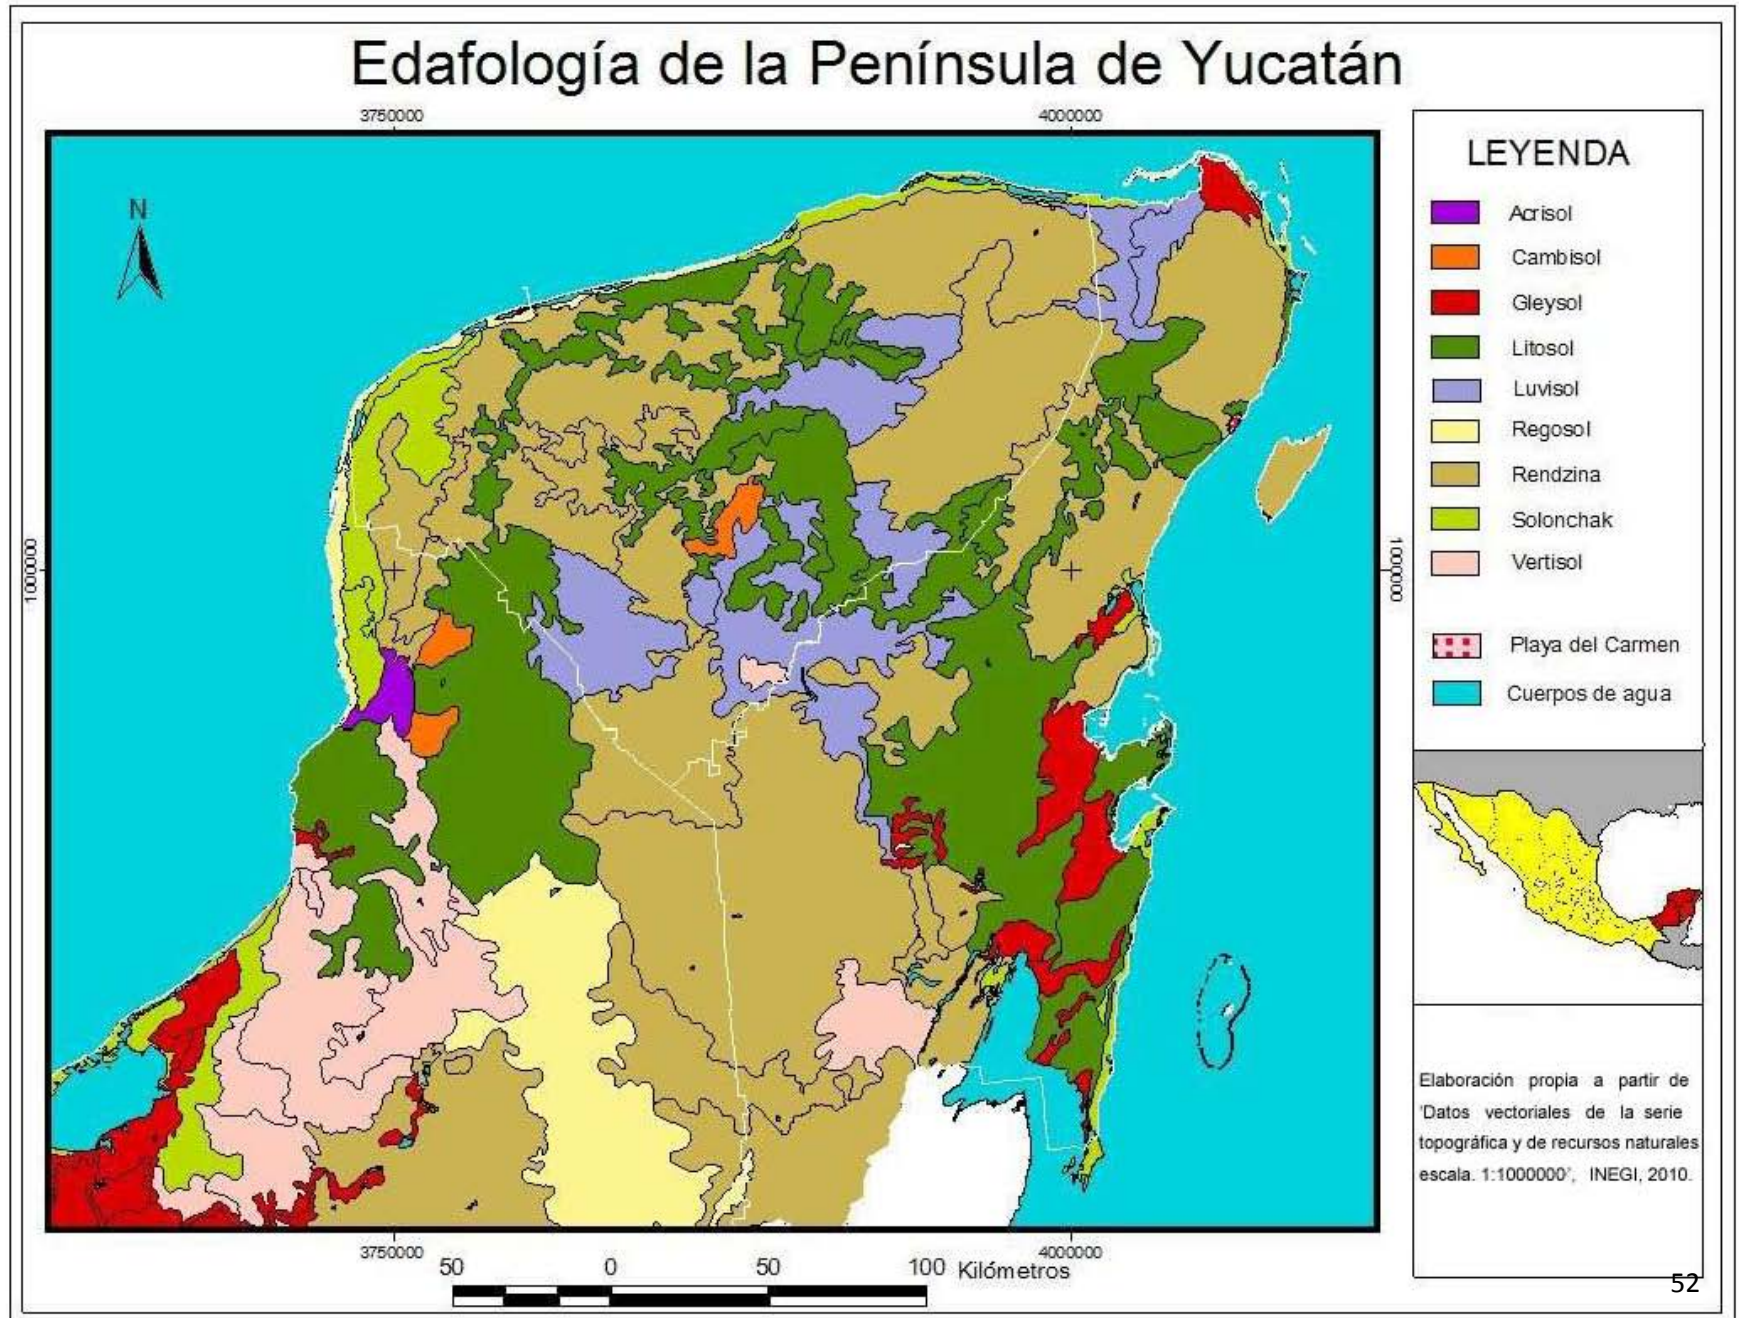 Edafología de la Península de Yucatán
3750000
4000000
N
1000000
1000000
3750000
4000000
50
0
50
100
Kilómetros
LEYENDA
Acrisol
Cambisol
Gleysol
Litosol
Luvisol
Regosol
Rendzina
Solonchak
Vertisol
Playa del Carmen
Cuerpos de agua
Elaboración propia a partir de
'Datos vectoriales de la serie
topográfica y de recursos naturales
escala. 1:1000000', INEGI, 2010.
52